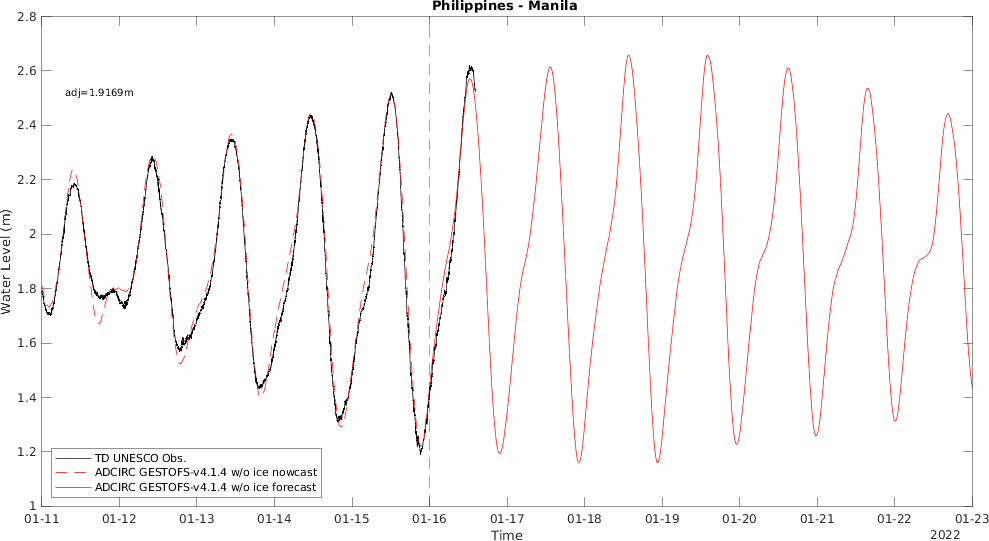 Philippines - Manila
2.8
2.6
adj=1.9169m
2.4
2.2
2
Water Level (m)
1.8
1.6
1.4
1.2
1
TD UNESCO Obs.
ADCIRC GESTOFS-v4.1.4 w/o ice nowcast
ADCIRC GESTOFS-v4.1.4 w/o ice forecast
01-11 01-12 01-13 01-14 01-15 01-16 01-17 01-18 01-19 01-20 01-21 01-22 01-23
Time
2022